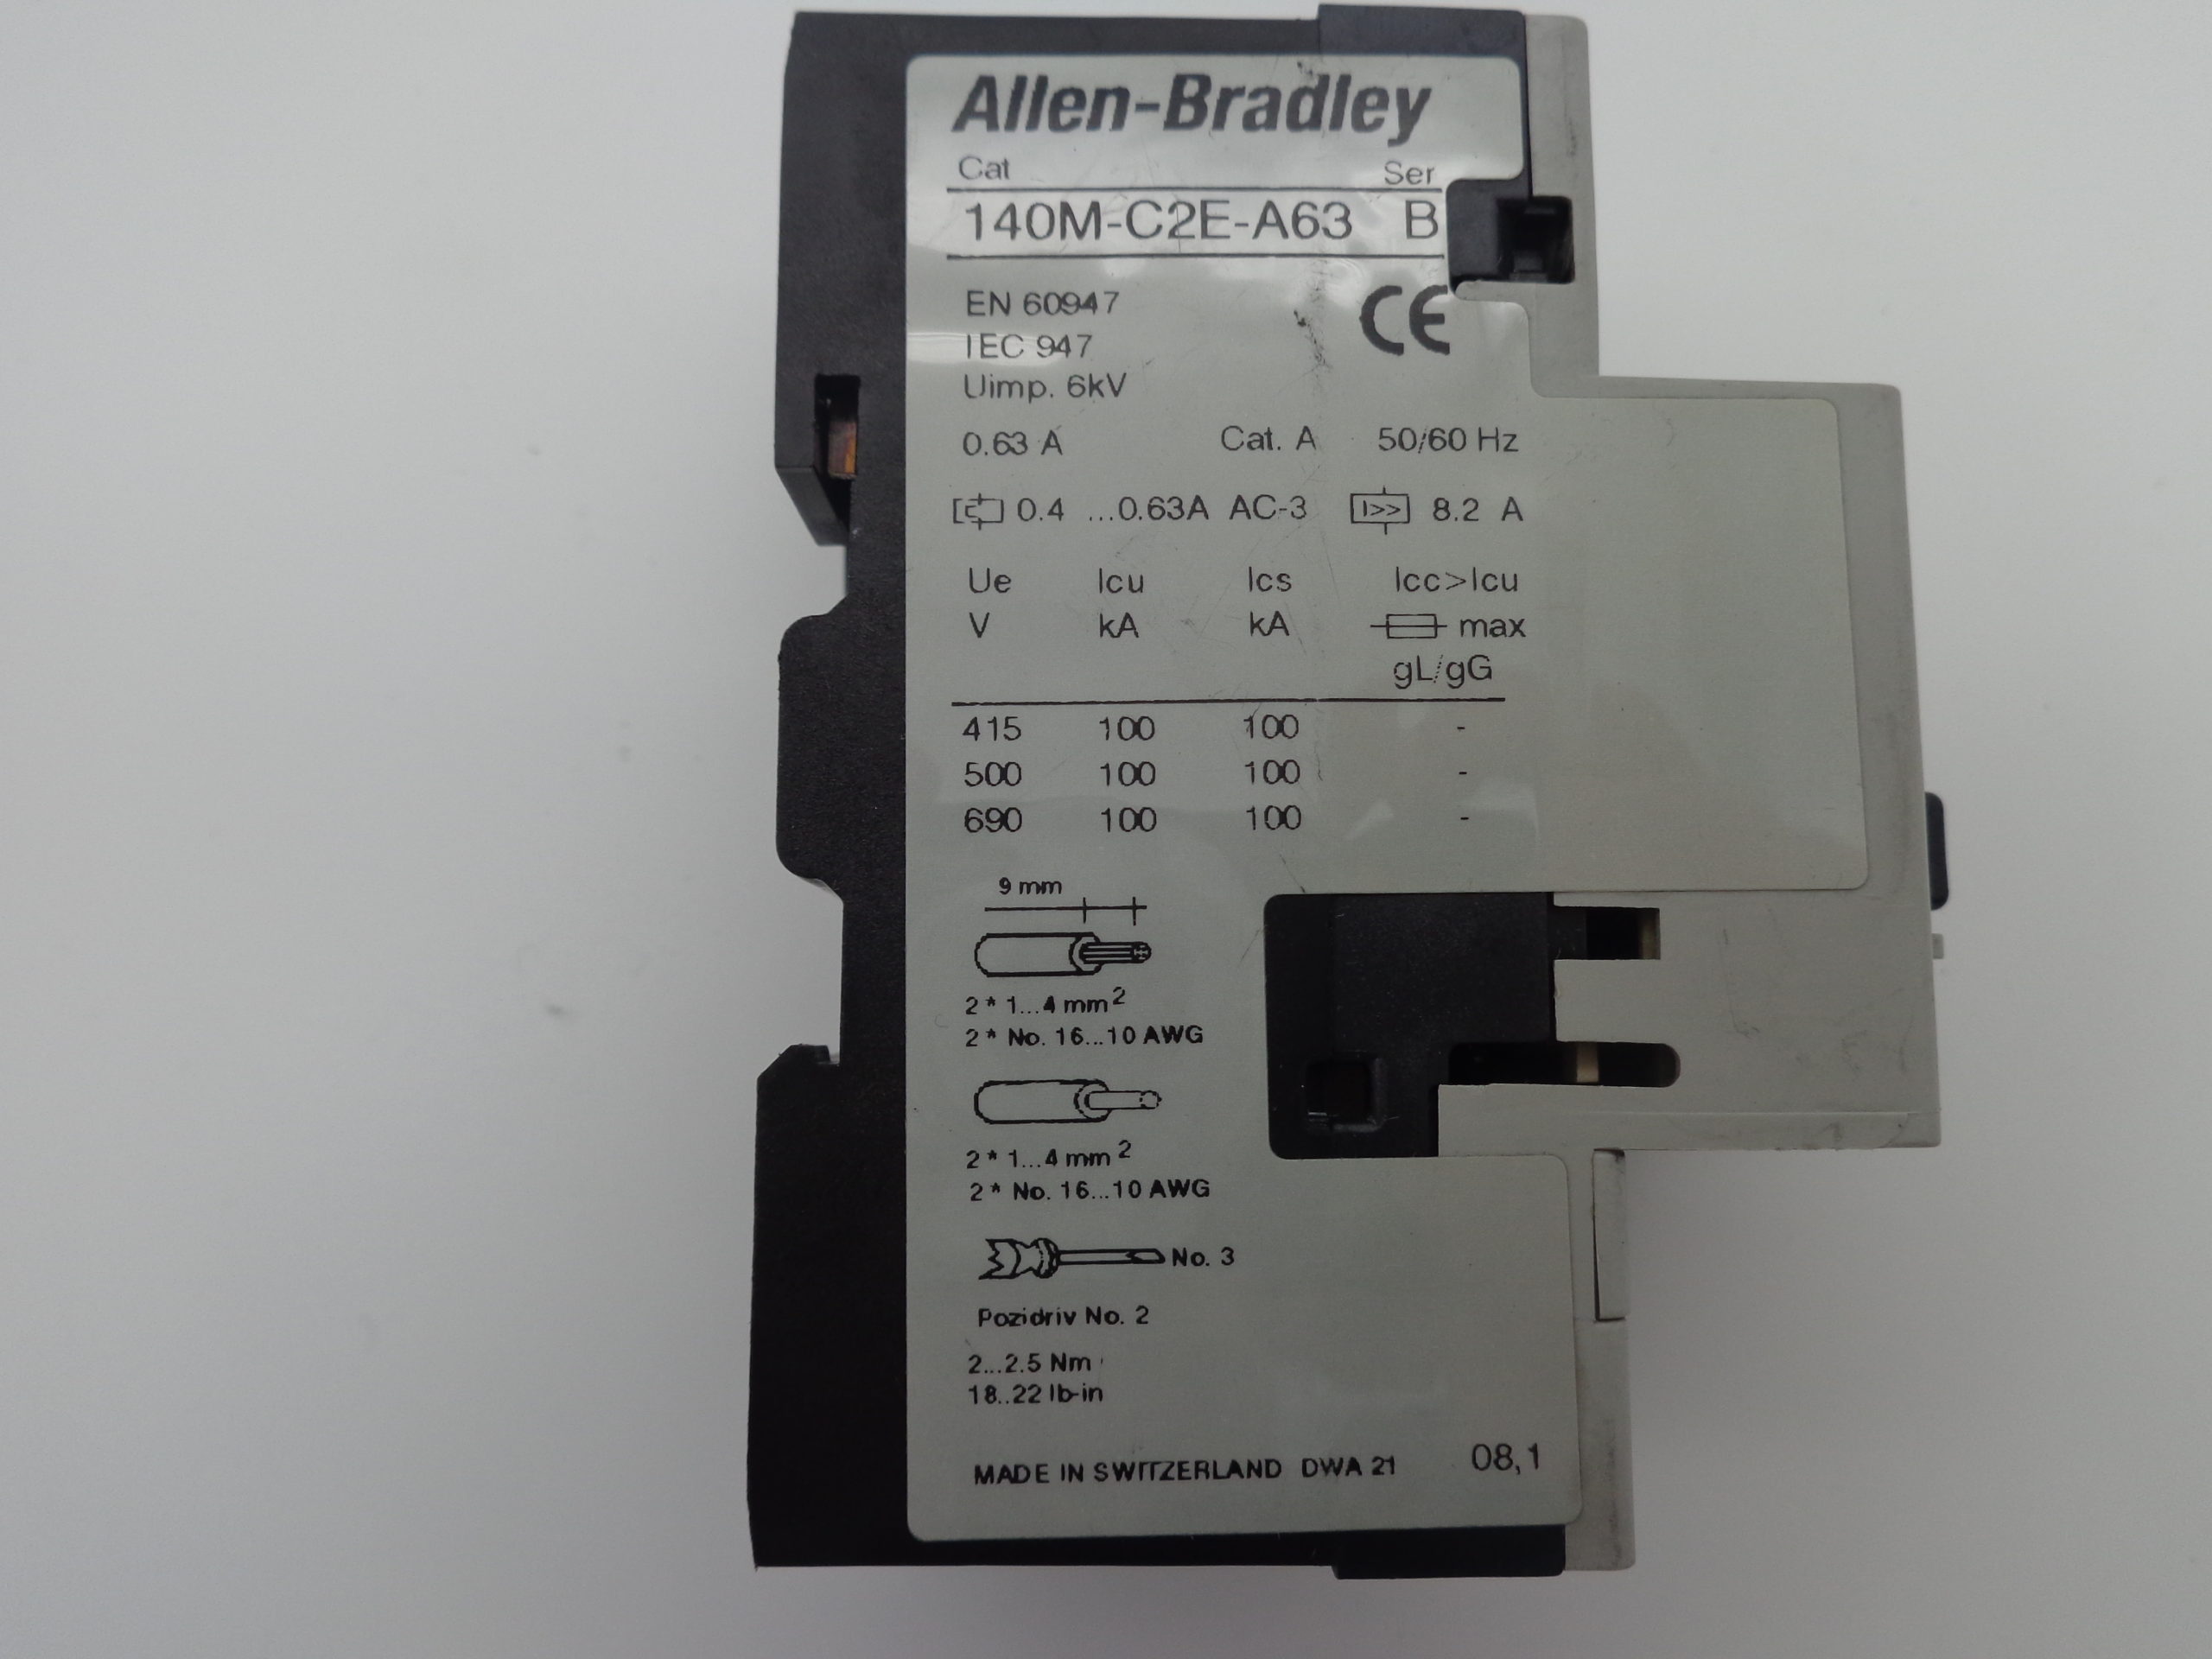 Allen-Bradley
Cat Ser
140M-C2E-A63 B
EN 60947
IEC 947
CE
Uimp. 6kV
0.63 A Cat. A 50/60 Hz
0.4 ...0.63A AC-3 I>> 8.2 A
Ue Icu Ics Icc>Icu
V kA kA max
gL/gG
415 100 100 -
500 100 100 -
690 100 100 -
9 mm
2 * 1...4 mm²
2 * No. 16...10 AWG
2 * 1...4 mm²
2 * No. 16...10 AWG
No. 3
Pozidriv No. 2
2...2.5 Nm
18..22 lb-in
MADE IN SWITZERLAND DWA 21 08,1